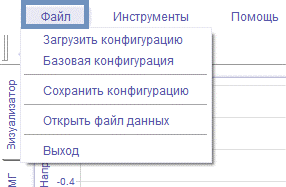 Файл Инструменты Помощь
Загрузить конфигурацию
Базовая конфигурация
Сохранить конфигурацию
Открыть файл данных
Выход
Визуализатор
-0.4